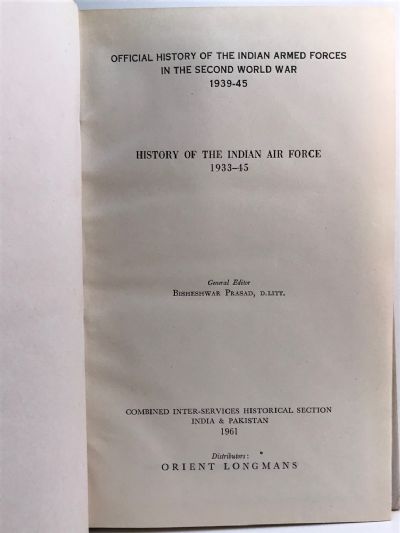 OFFICIAL HISTORY OF THE INDIAN ARMED FORCES
IN THE SECOND WORLD WAR
1939-45
HISTORY OF THE INDIAN AIR FORCE
1933-45
General Editor
BISHESHWAR PRASAD, D.LITT.
COMBINED INTER-SERVICES HISTORICAL SECTION
INDIA & PAKISTAN
1961
Distributors:
ORIENT LONGMANS